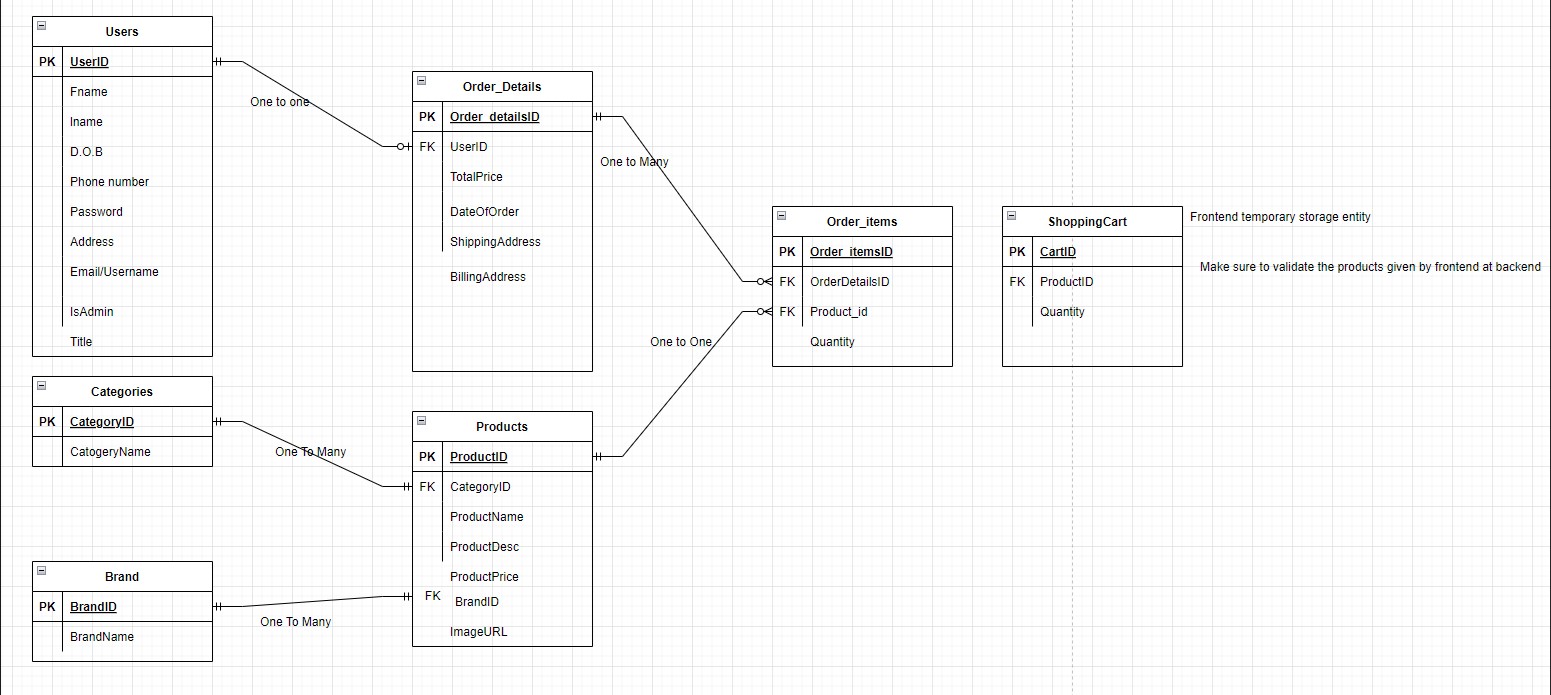 Users
PK UserID
Fname
lname
D.O.B
Phone number
Password
Address
Email/Username
IsAdmin
Title
One to one
Order_Details
PK Order_detailsID
FK UserID
TotalPrice
DateOfOrder
ShippingAddress
BillingAddress
One to Many
Order_items
PK Order_itemsID
FK OrderDetailsID
FK Product_id
Quantity
One to One
ShoppingCart
PK CartID
FK ProductID
Quantity
Frontend temporary storage entity
Make sure to validate the products given by frontend at backend
Categories
PK CategoryID
CatogeryName
One To Many
Products
PK ProductID
FK CategoryID
ProductName
ProductDesc
ProductPrice
FK BrandID
ImageURL
Brand
PK BrandID
BrandName
One To Many